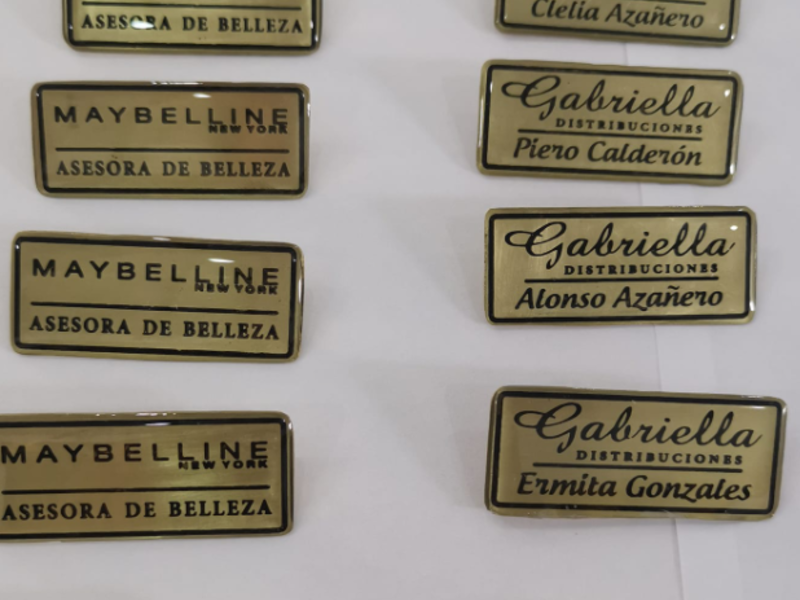 ASESORA DE BELLEZA
MAYBELLINE
NEW YORK
ASESORA DE BELLEZA
MAYBELLINE
NEW YORK
ASESORA DE BELLEZA
MAYBELLINE
NEW YORK
ASESORA DE BELLEZA
Clelia Azañero
Gabriella
DISTRIBUCIONES
Piero Calderón
Gabriella
DISTRIBUCIONES
Alonso Azañero
Gabriella
DISTRIBUCIONES
Ermita Gonzales